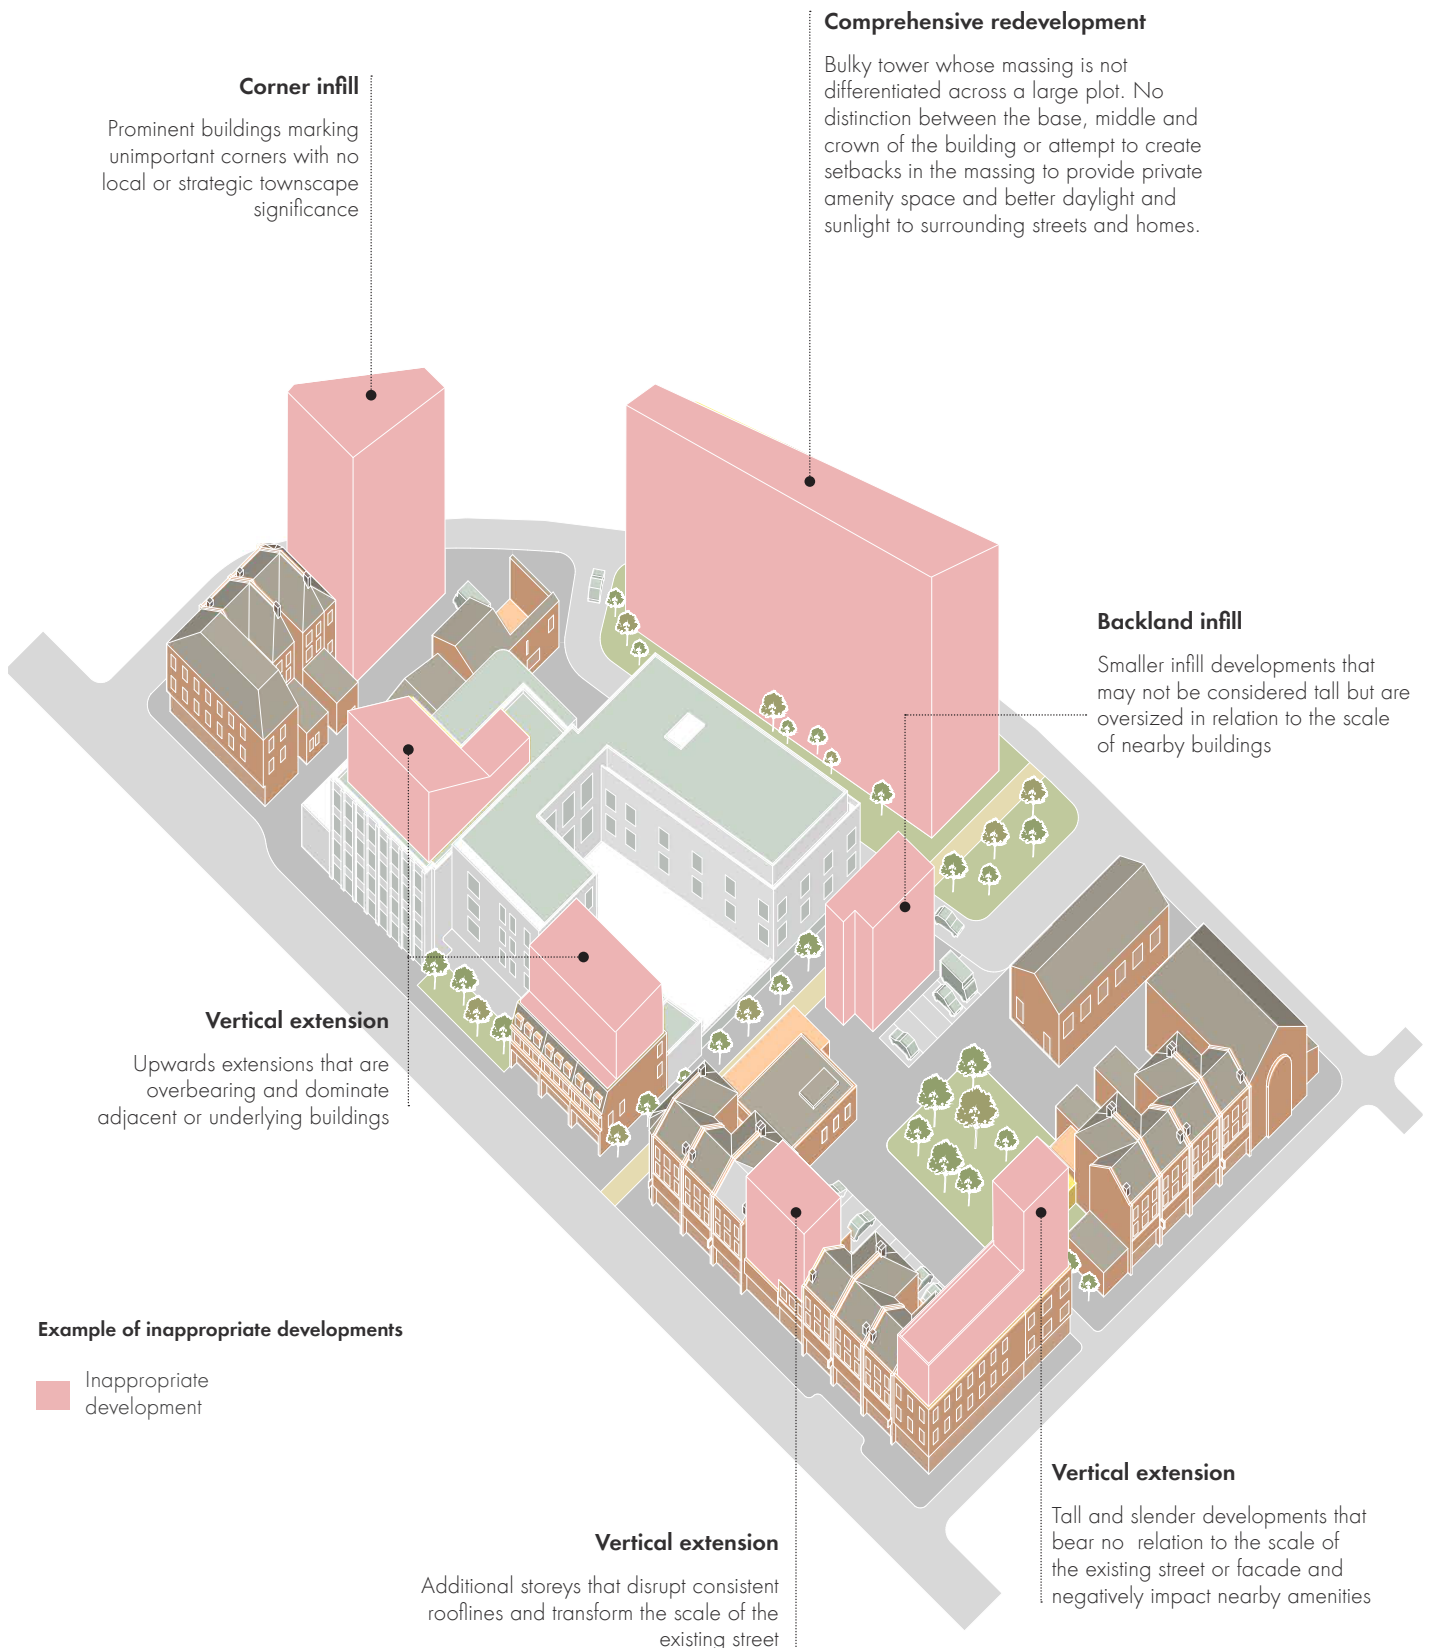 Comprehensive redevelopment
Bulky tower whose massing is not
differentiated across a large plot. No
distinction between the base, middle and
crown of the building or attempt to create
setbacks in the massing to provide private
amenity space and better daylight and
sunlight to surrounding streets and homes.
Corner infill
Prominent buildings marking
unimportant corners with no
local or strategic townscape
significance
Backland infill
Smaller infill developments that
may not be considered tall but are
oversized in relation to the scale
of nearby buildings
Vertical extension
Upwards extensions that are
overbearing and dominate
adjacent or underlying buildings
Example of inappropriate developments
Inappropriate
development
Vertical extension
Tall and slender developments that
bear no  relation to the scale of
the existing street or facade and
negatively impact nearby amenities
Vertical extension
Additional storeys that disrupt consistent
rooflines and transform the scale of the
existing street